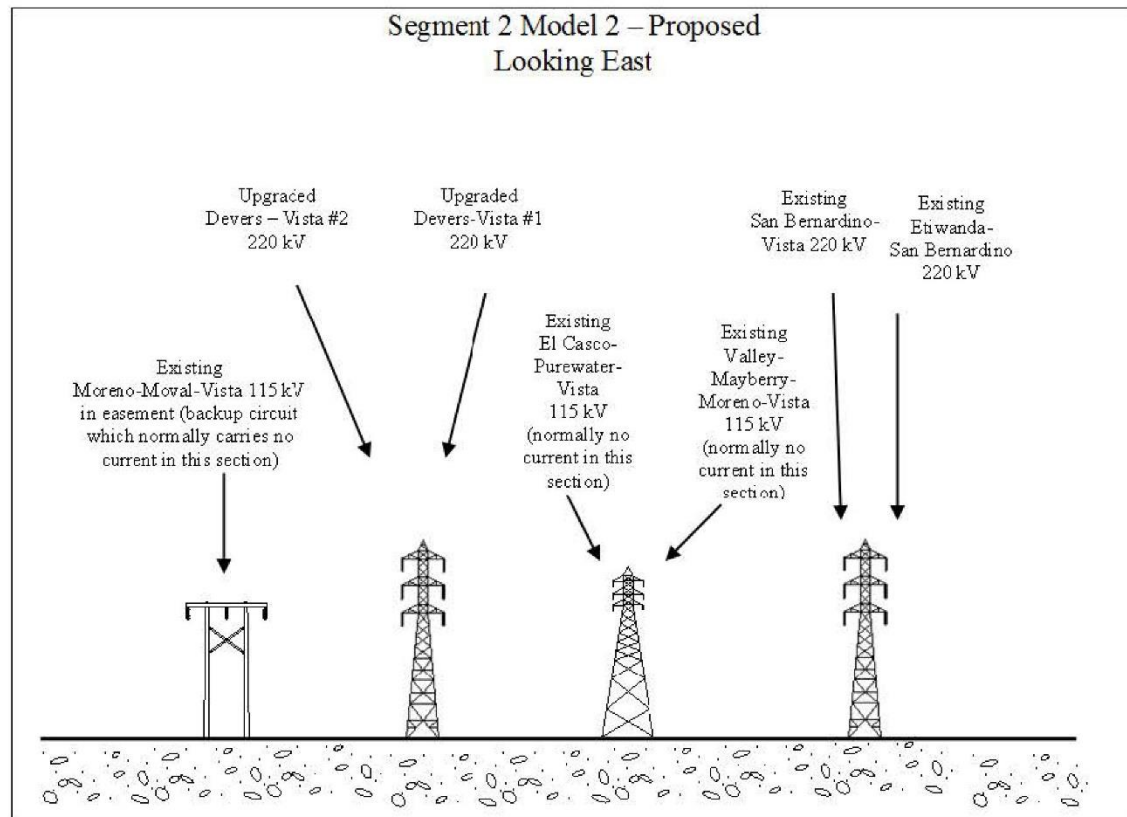 Segment 2 Model 2 – Proposed
Looking East
Upgraced
Devers – Vista #2
220 kV
Upgraded
Devers-Vista #1
220 kV
Existing
San Bernardino-
Vista 220 kV
Existing
Etiwanda-
San Bernardino
220 kV
Existing
Moreno-Moval-Vista 115 kV
in easement (backup circuit
which normally carries no
current in this section)
Existing
El Casco-
Purewater-
Vista
115 kV
(normally no
current in this
section)
Existing
Valley-
Mayberry-
Moreno-Vista
115 kV
(normally no
current in this
section)